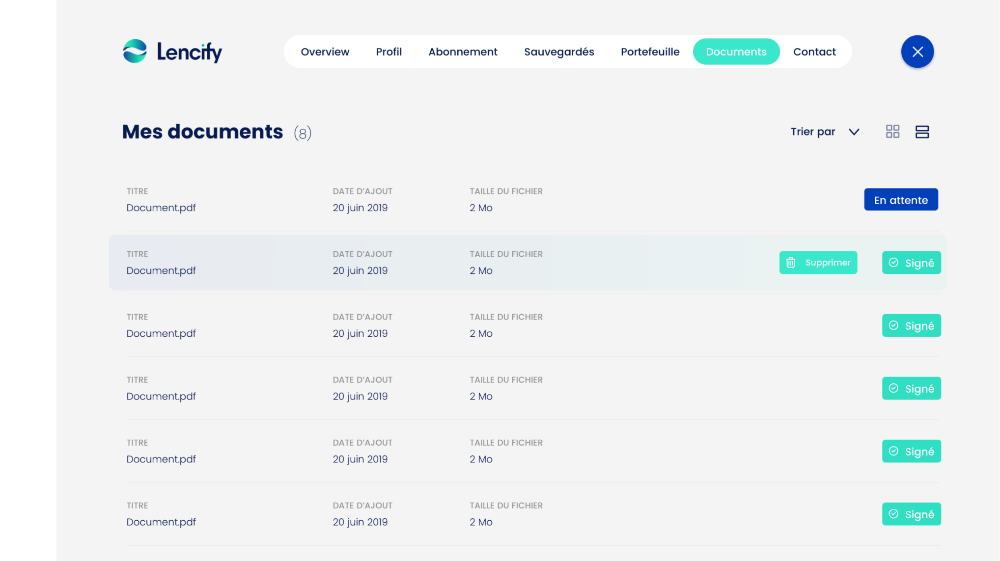 Lencify
Overview Profil Abonnement Sauvegardés Portefeuille Documents Contact
Mes documents (8)
Trier par
TITRE DATE D’AJOUT TAILLE DU FICHIER
Document.pdf 20 juin 2019 2 Mo
En attente
TITRE DATE D’AJOUT TAILLE DU FICHIER
Document.pdf 20 juin 2019 2 Mo
Supprimer Signé
TITRE DATE D’AJOUT TAILLE DU FICHIER
Document.pdf 20 juin 2019 2 Mo
Signé
TITRE DATE D’AJOUT TAILLE DU FICHIER
Document.pdf 20 juin 2019 2 Mo
Signé
TITRE DATE D’AJOUT TAILLE DU FICHIER
Document.pdf 20 juin 2019 2 Mo
Signé
TITRE DATE D’AJOUT TAILLE DU FICHIER
Document.pdf 20 juin 2019 2 Mo
Signé